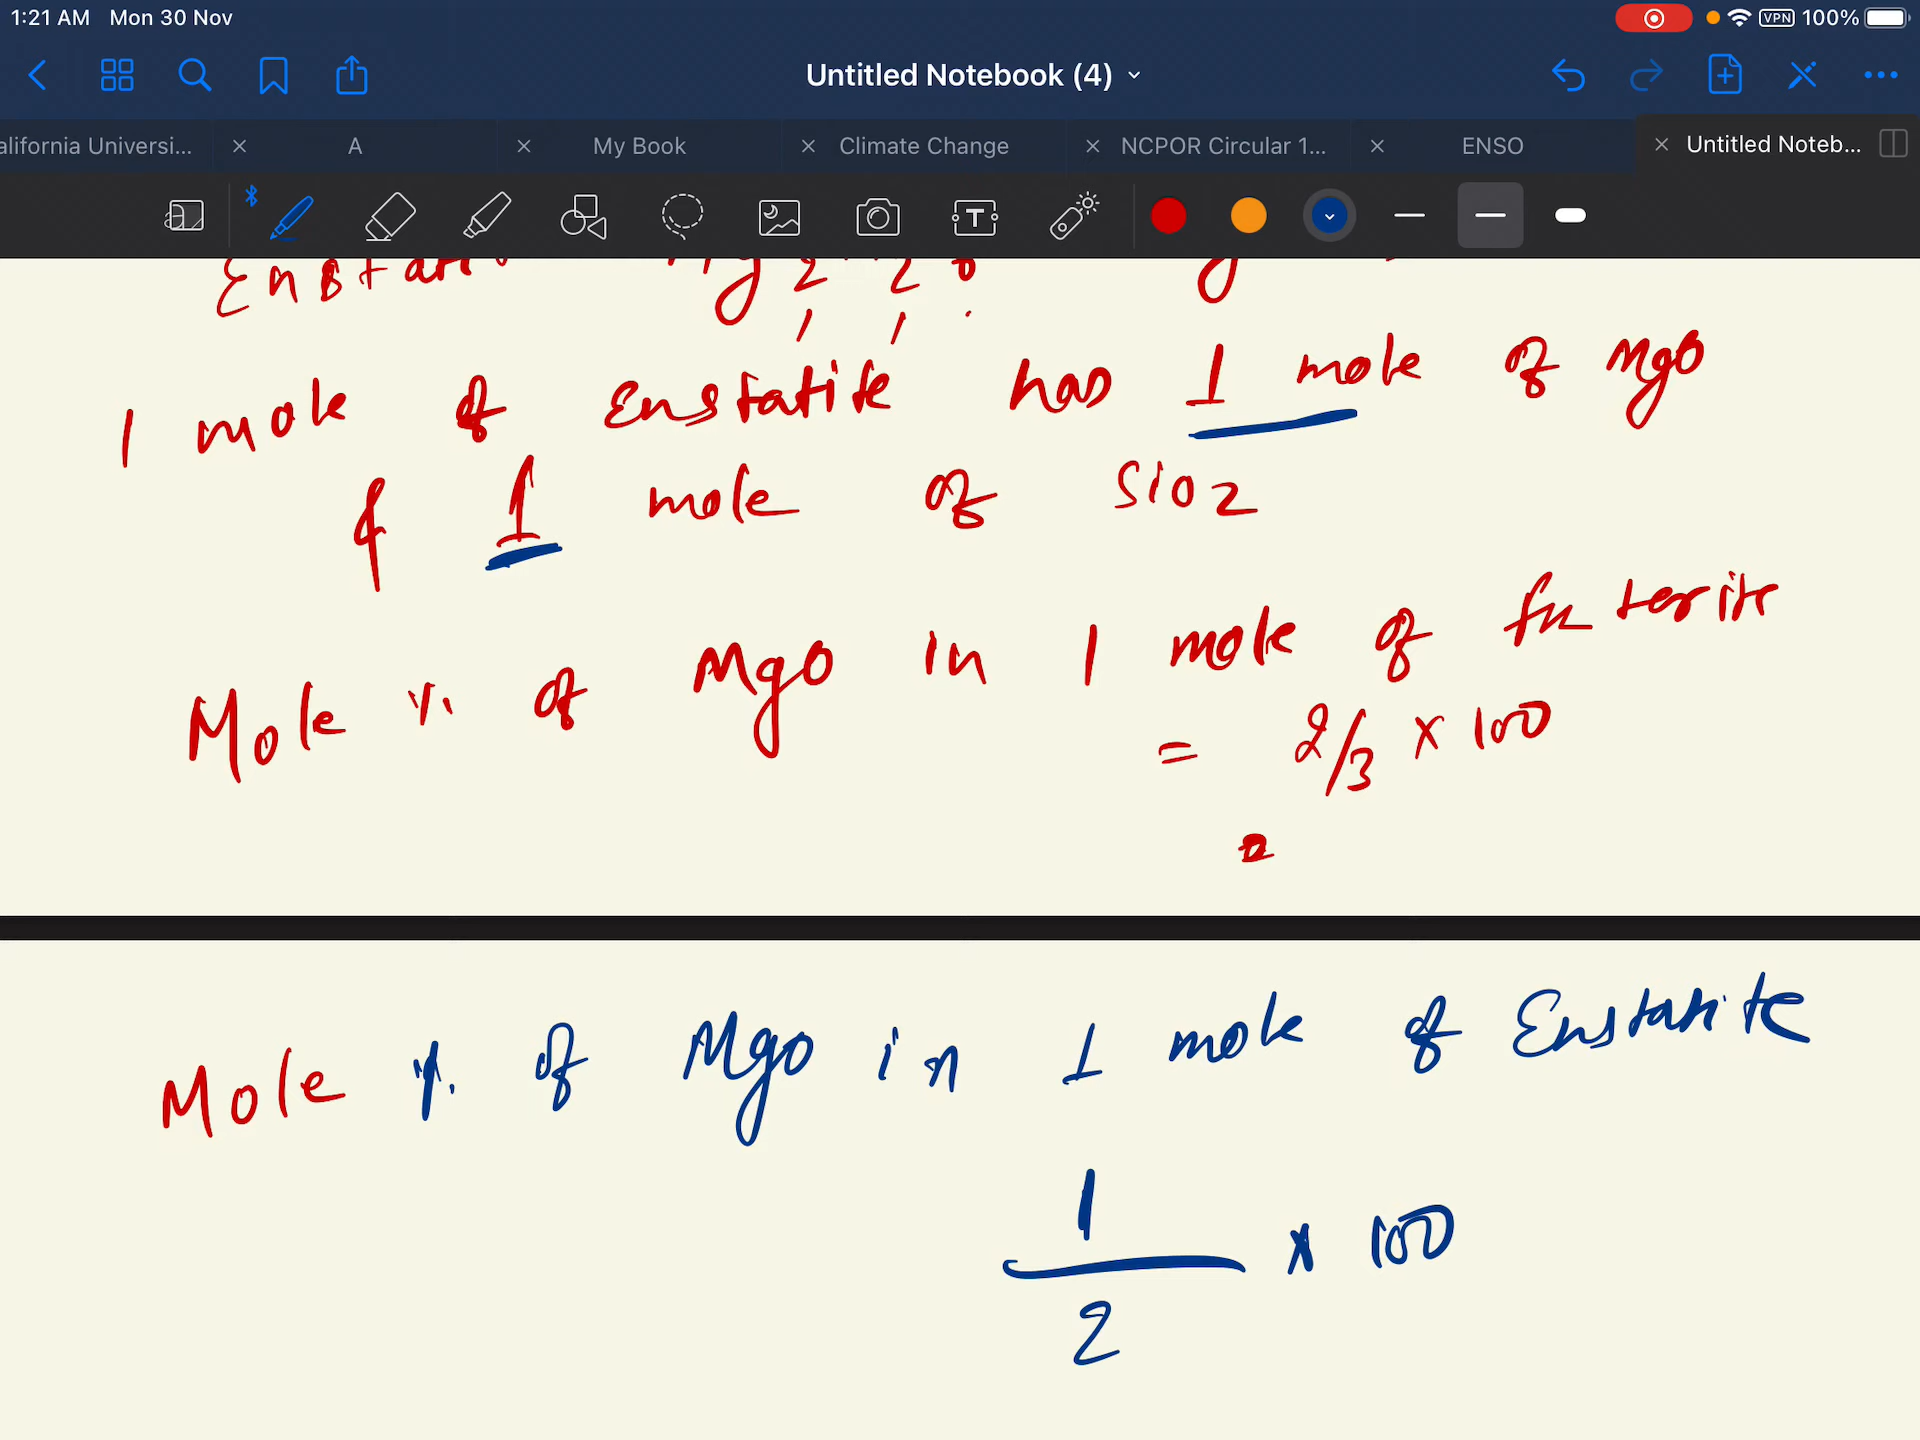 1:21 AM Mon 30 Nov
VPN 100%
Untitled Notebook (4)
alifornia Universi...
A
My Book
Climate Change
NCPOR Circular 1...
ENSO
Untitled Noteb...
T
1 mole of Enstatite has 1 mole of MgO
& 1 mole of SiO2
Mole % of MgO in 1 mole of
= 2/3 × 100
=
Mole % of MgO in 1 mole of Enstatite
1
× 100
2